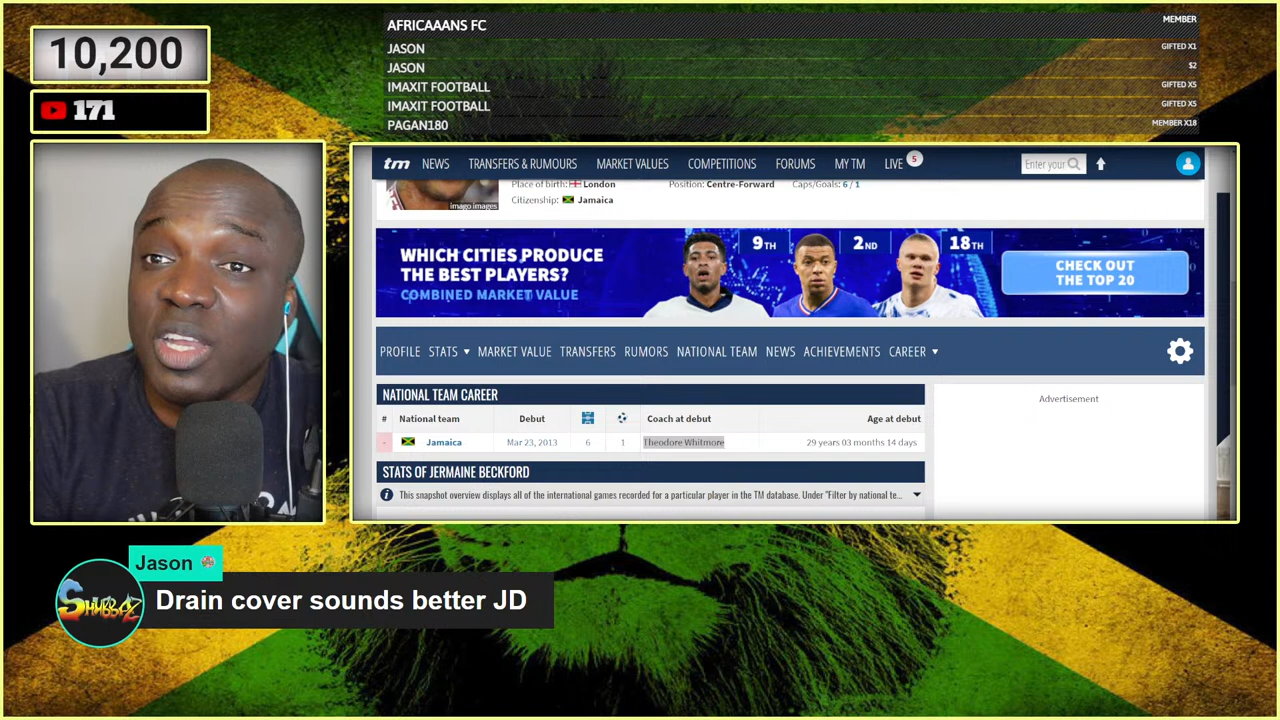 10,200
171
AFRICAAANS FC MEMBER
JASON GIFTED X1
JASON $2
IMAXIT FOOTBALL GIFTED X5
IMAXIT FOOTBALL GIFTED X5
PAGAN180 MEMBER X18
tm NEWS TRANSFERS & RUMOURS MARKET VALUES COMPETITIONS FORUMS MY TM LIVE 5 Enter your
Place of birth: London Position: Centre-Forward Caps/Goals: 6 / 1
Citizenship: Jamaica
imago images
WHICH CITIES PRODUCE
THE BEST PLAYERS?
COMBINED MARKET VALUE
9TH
2ND
18TH
CHECK OUT
THE TOP 20
PROFILE STATS MARKET VALUE TRANSFERS RUMORS NATIONAL TEAM NEWS ACHIEVEMENTS CAREER
NATIONAL TEAM CAREER
# National team Debut Coach at debut Age at debut
- Jamaica Mar 23, 2013 6 1 Theodore Whitmore 29 years 03 months 14 days
STATS OF JERMAINE BECKFORD
This snapshot overview displays all of the international games recorded for a particular player in the TM database. Under "Filter by national te...
Advertisement
Jason
SHUBBAZ
Drain cover sounds better JD